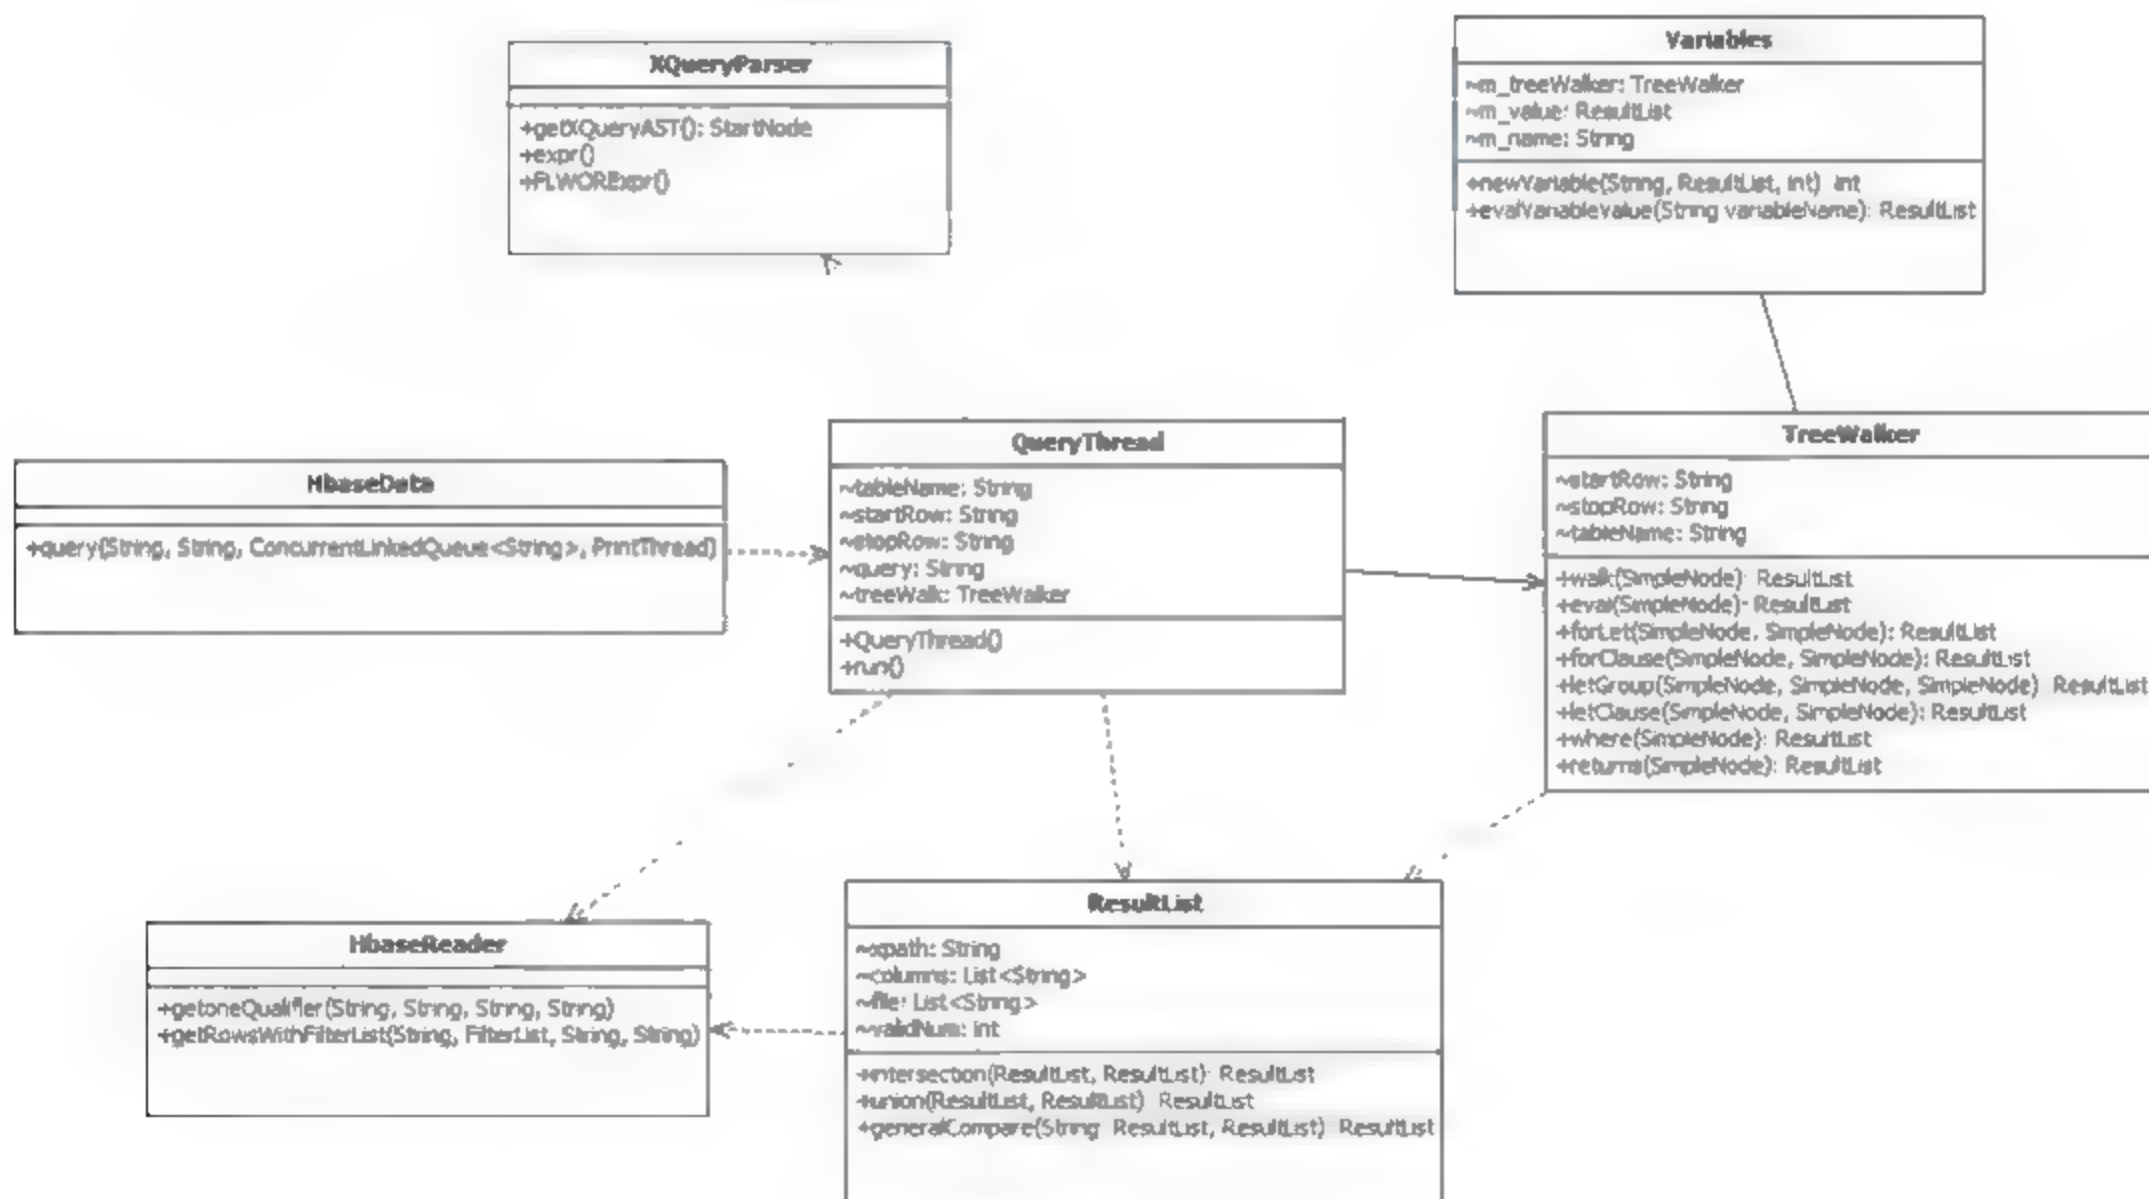 XQueryParser
+getXQueryAST(): StartNode
+expr()
+FLWORExpr()
Variables
~m_treeWalker: TreeWalker
~m_value: ResultList
~m_name: String
+newVariable(String, ResultList, int) int
+evalVariableValue(String variableName): ResultList
HbaseData
+query(String, String, ConcurrentLinkedQueue<String>, PrintThread)
QueryThread
~tableName: String
~startRow: String
~stopRow: String
~query: String
~treeWalk: TreeWalker
+QueryThread()
+run()
TreeWalker
~startRow: String
~stopRow: String
~tableName: String
+walk(SimpleNode): ResultList
+eval(SimpleNode): ResultList
+forLet(SimpleNode, SimpleNode): ResultList
+forClause(SimpleNode, SimpleNode): ResultList
+letGroup(SimpleNode, SimpleNode, SimpleNode) ResultList
+letClause(SimpleNode, SimpleNode): ResultList
+where(SimpleNode): ResultList
+returns(SimpleNode): ResultList
HbaseReader
+getoneQualifier(String, String, String, String)
+getRowsWithFilterList(String, FilterList, String, String)
ResultList
~xpath: String
~columns: List<String>
~file: List<String>
~validNum: int
+intersection(ResultList, ResultList): ResultList
+union(ResultList, ResultList) ResultList
+generalCompare(String ResultList, ResultList) ResultList